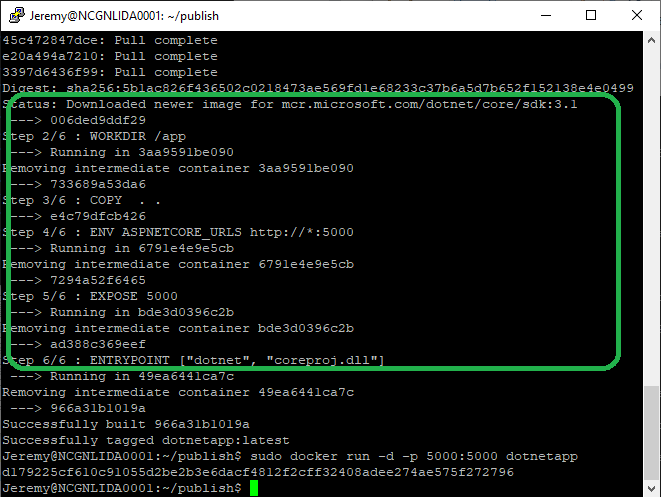 Jeremy@NCGNLIDA0001: ~/publish
45c472847dce: Pull complete
e20a494a7210: Pull complete
3397d6436f99: Pull complete
Digest: sha256:5b1ac826f436502c0218473ae569fd1e68233c37b6a5d7b652f152138e4e0499
Status: Downloaded newer image for mcr.microsoft.com/dotnet/core/sdk:3.1
---> 006ded9ddf29
Step 2/6 : WORKDIR /app
---> Running in 3aa9591be090
Removing intermediate container 3aa9591be090
---> 733689a53da6
Step 3/6 : COPY . .
---> e4c79dfcb426
Step 4/6 : ENV ASPNETCORE_URLS http://*:5000
---> Running in 6791e4e9e5cb
Removing intermediate container 6791e4e9e5cb
---> 7294a52f6465
Step 5/6 : EXPOSE 5000
---> Running in bde3d0396c2b
Removing intermediate container bde3d0396c2b
---> ad388c369eef
Step 6/6 : ENTRYPOINT ["dotnet", "coreproj.dll"]
---> Running in 49ea6441ca7c
Removing intermediate container 49ea6441ca7c
---> 966a31b1019a
Successfully built 966a31b1019a
Successfully tagged dotnetapp:latest
Jeremy@NCGNLIDA0001:~/publish$ sudo docker run -d -p 5000:5000 dotnetapp
d179225cf610c91055d2be2b3e6dacf4812f2cff32408adee274ae575f272796
Jeremy@NCGNLIDA0001:~/publish$